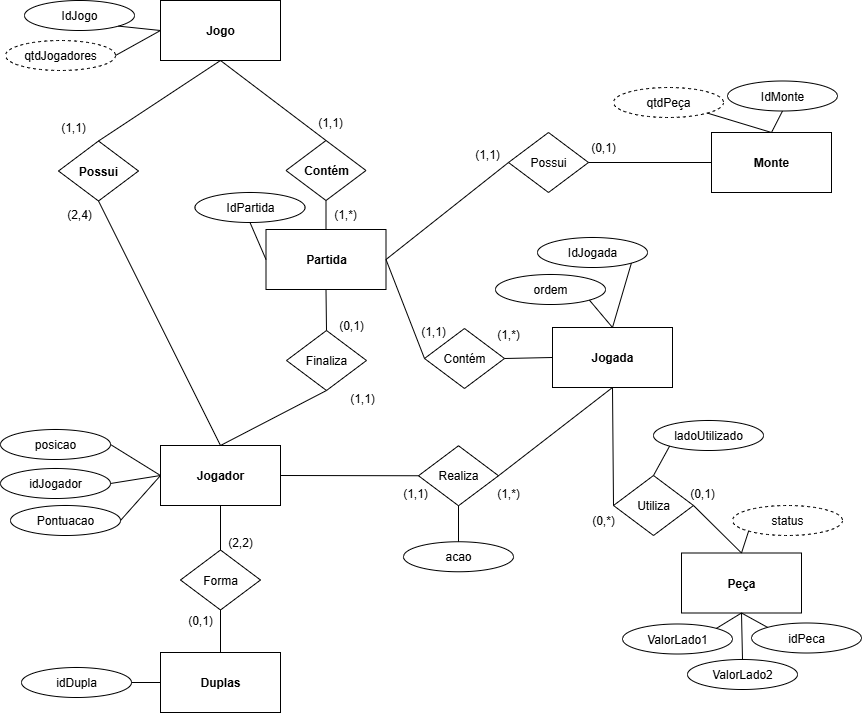 IdJogo
Jogo
qtdJogadores
qtdPeça
IdMonte
(1,1)
(1,1)
(1,1)
(0,1)
Possui
Contém
Possui
Monte
(2,4)
IdPartida
(1,*)
Partida
IdJogada
ordem
(0,1)
(1,1)
(1,*)
Finaliza
Contém
Jogada
(1,1)
posicao
ladoUtilizado
idJogador
Jogador
Realiza
(1,1)
(1,*)
(0,1)
Pontuacao
Utiliza
(0,*)
status
(2,2)
acao
Forma
Peça
(0,1)
ValorLado1
idPeca
ValorLado2
idDupla
Duplas